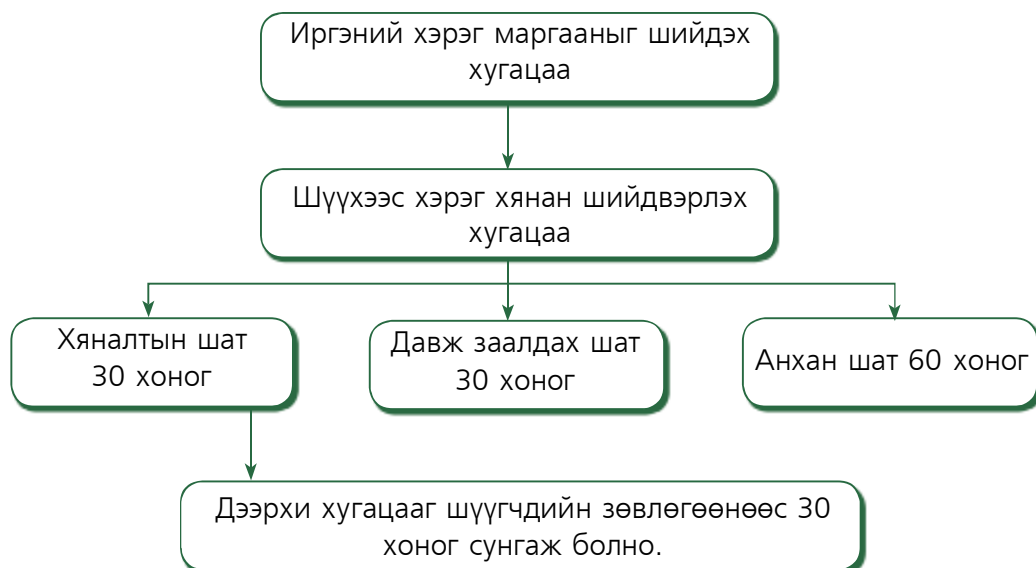 Иргэний хэрэг маргааныг шийдэх
хугацаа
Шүүхээс хэрэг хянан шийдвэрлэх
хугацаа
Хяналтын шат
30 хоног
Давж заалдах шат
30 хоног
Анхан шат 60 хоног
Дээрхи хугацааг шүүгчдийн зөвлөгөөнөөс 30
хоног сунгаж болно.